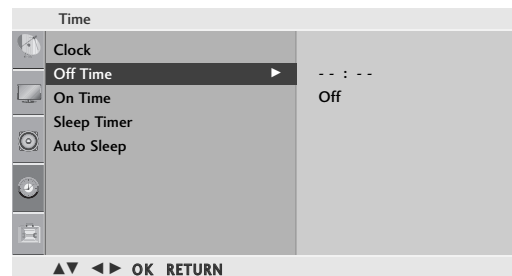 Time
Clock
Off Time ► - - : - -
On Time Off
Sleep Timer
Auto Sleep
▲▼ ◄► OK RETURN